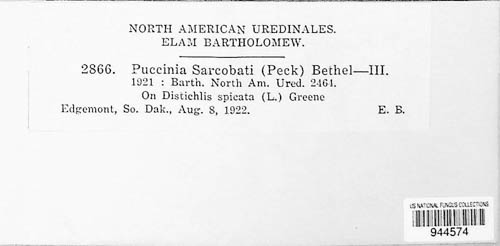 NORTH AMERICAN UREDINALES.
ELAM BARTHOLOMEW.
2866. Puccinia Sarcobati (Peck) Bethel—III.
1921 : Barth. North Am. Ured. 2464.
On Distichlis spicata (L.) Greene
Edgemont, So. Dak., Aug. 8, 1922. E. B.
US NATIONAL FUNGUS COLLECTIONS
944574